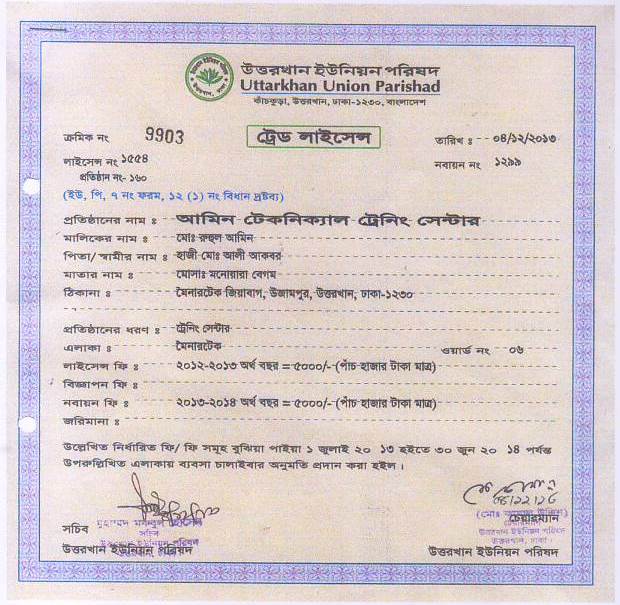 উত্তরখান ইউনিয়ন পরিষদ
Uttarkhan Union Parishad
কাঁচকুড়া, উত্তরখান, ঢাকা-১২৩০, বাংলাদেশ
ক্রমিক নং 9903
ট্রেড লাইসেন্স
তারিখ ঃ - - ০৪/১২/২০১৩
লাইসেন্স নং ১৫৫৪
নবায়ন নং ১২৯৯
প্রতিষ্ঠান নং- ১৬০
(ইউ, পি, ৭ নং ফরম, ১২ (১) নং বিধান দ্রষ্টব্য)
প্রতিষ্ঠানের নাম ঃ আমিন টেকনিক্যাল ট্রেনিং সেন্টার
মালিকের নাম ঃ মোঃ রুহুল আমিন
পিতা/ স্বামীর নাম ঃ হাজী মোঃ আলী আকবর
মাতার নাম ঃ মোসাঃ মনোয়ারা বেগম
ঠিকানা ঃ মৈনারটেক জিয়াবাগ, উজামপুর, উত্তরখান, ঢাকা-১২৩০
প্রতিষ্ঠানের ধরণ ঃ ট্রেনিং সেন্টার
এলাকা ঃ মৈনারটেক ওয়ার্ড নং ০৬
লাইসেন্স ফি ঃ ২০১২-২০১৩ অর্থ বছর = ৫০০০/- (পাঁচ হাজার টাকা মাত্র)
বিজ্ঞাপন ফি ঃ
নবায়ন ফি ঃ ২০১৩-২০১৪ অর্থ বছর = ৫০০০/- (পাঁচ হাজার টাকা মাত্র)
জরিমানা ঃ
উল্লেখিত নির্ধারিত ফি/ ফি সমূহ বুঝিয়া পাইয়া ১ জুলাই ২০ ১৩ হইতে ৩০ জুন ২০ ১৪ পর্যন্ত
উপরুল্লিখিত এলাকায় ব্যবসা চালাইবার অনুমতি প্রদান করা হইল ।
সচিব
চেয়ারম্যান
উত্তরখান ইউনিয়ন পরিষদ
উত্তরখান ইউনিয়ন পরিষদ